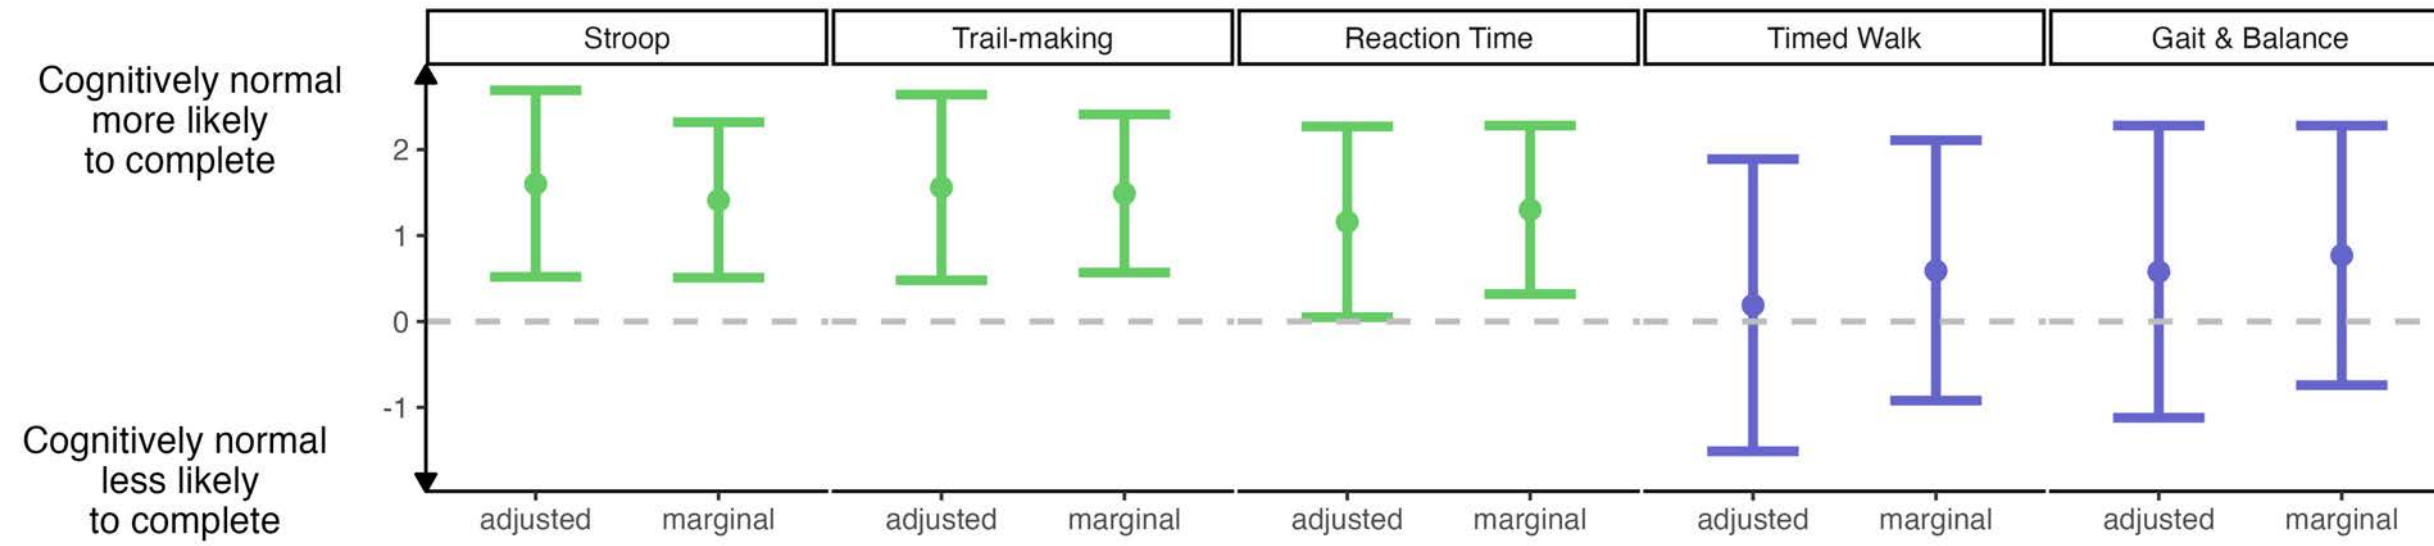 Stroop
Trail-making
Reaction Time
Timed Walk
Gait & Balance
Cognitively normal
more likely
to complete
2
1
0
-1
Cognitively normal
less likely
to complete
adjusted
marginal
adjusted
marginal
adjusted
marginal
adjusted
marginal
adjusted
marginal